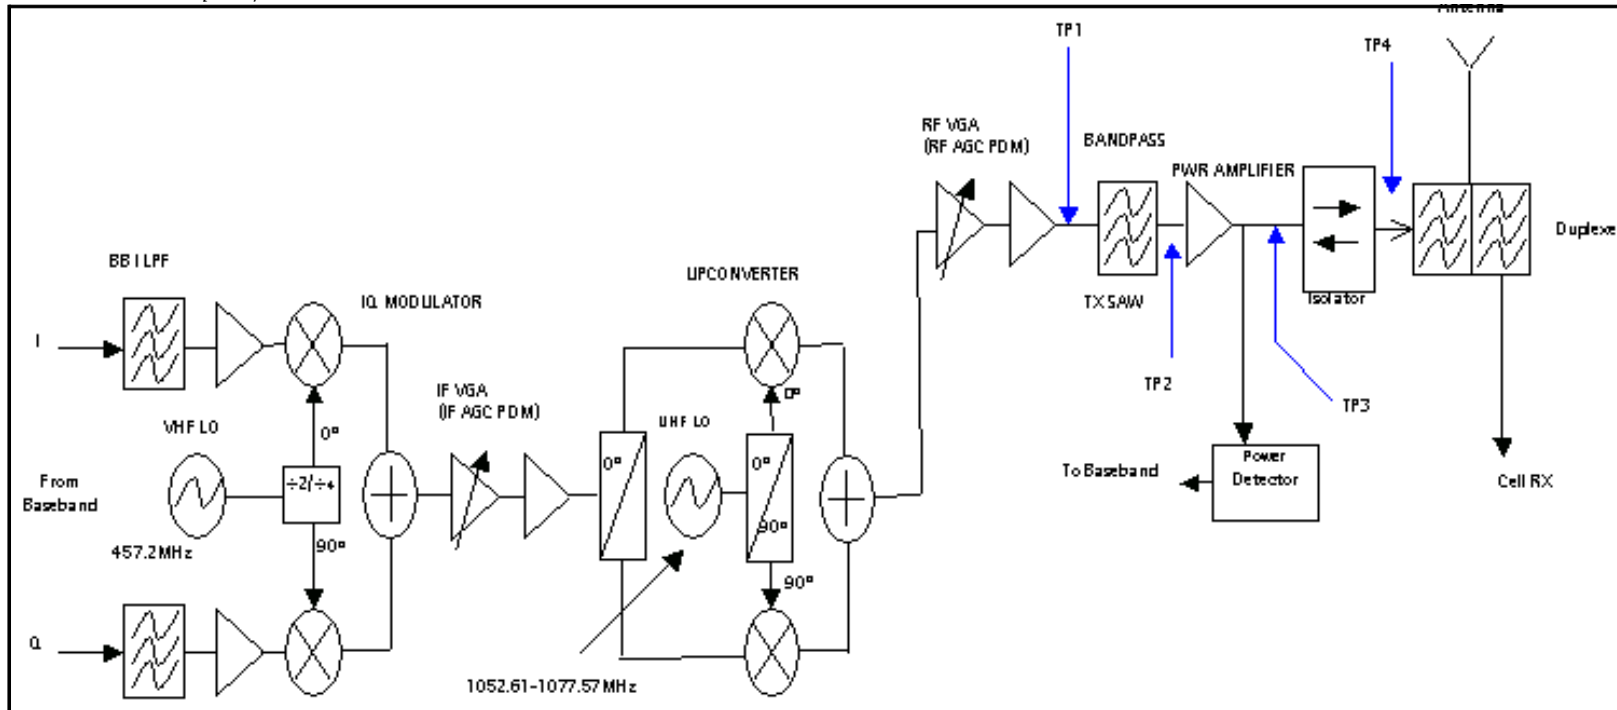 TP1
TP4
RF VGA
(RF AGC PDM)
BANDPASS
PWR AMPLIFIER
Duplexe
BB I LPF
IQ MODULATOR
UPCONVERTER
TX SAW
Isolator
I
IF VGA
(IF AGC PDM)
0°
TP2
TP3
VHF LO
0°
UHF LO
÷2/÷4
0°
0°
From
Baseband
To Baseband
Power
Detector
Cell RX
90°
90°
457.2MHz
90°
Q
1052.61-1077.57MHz